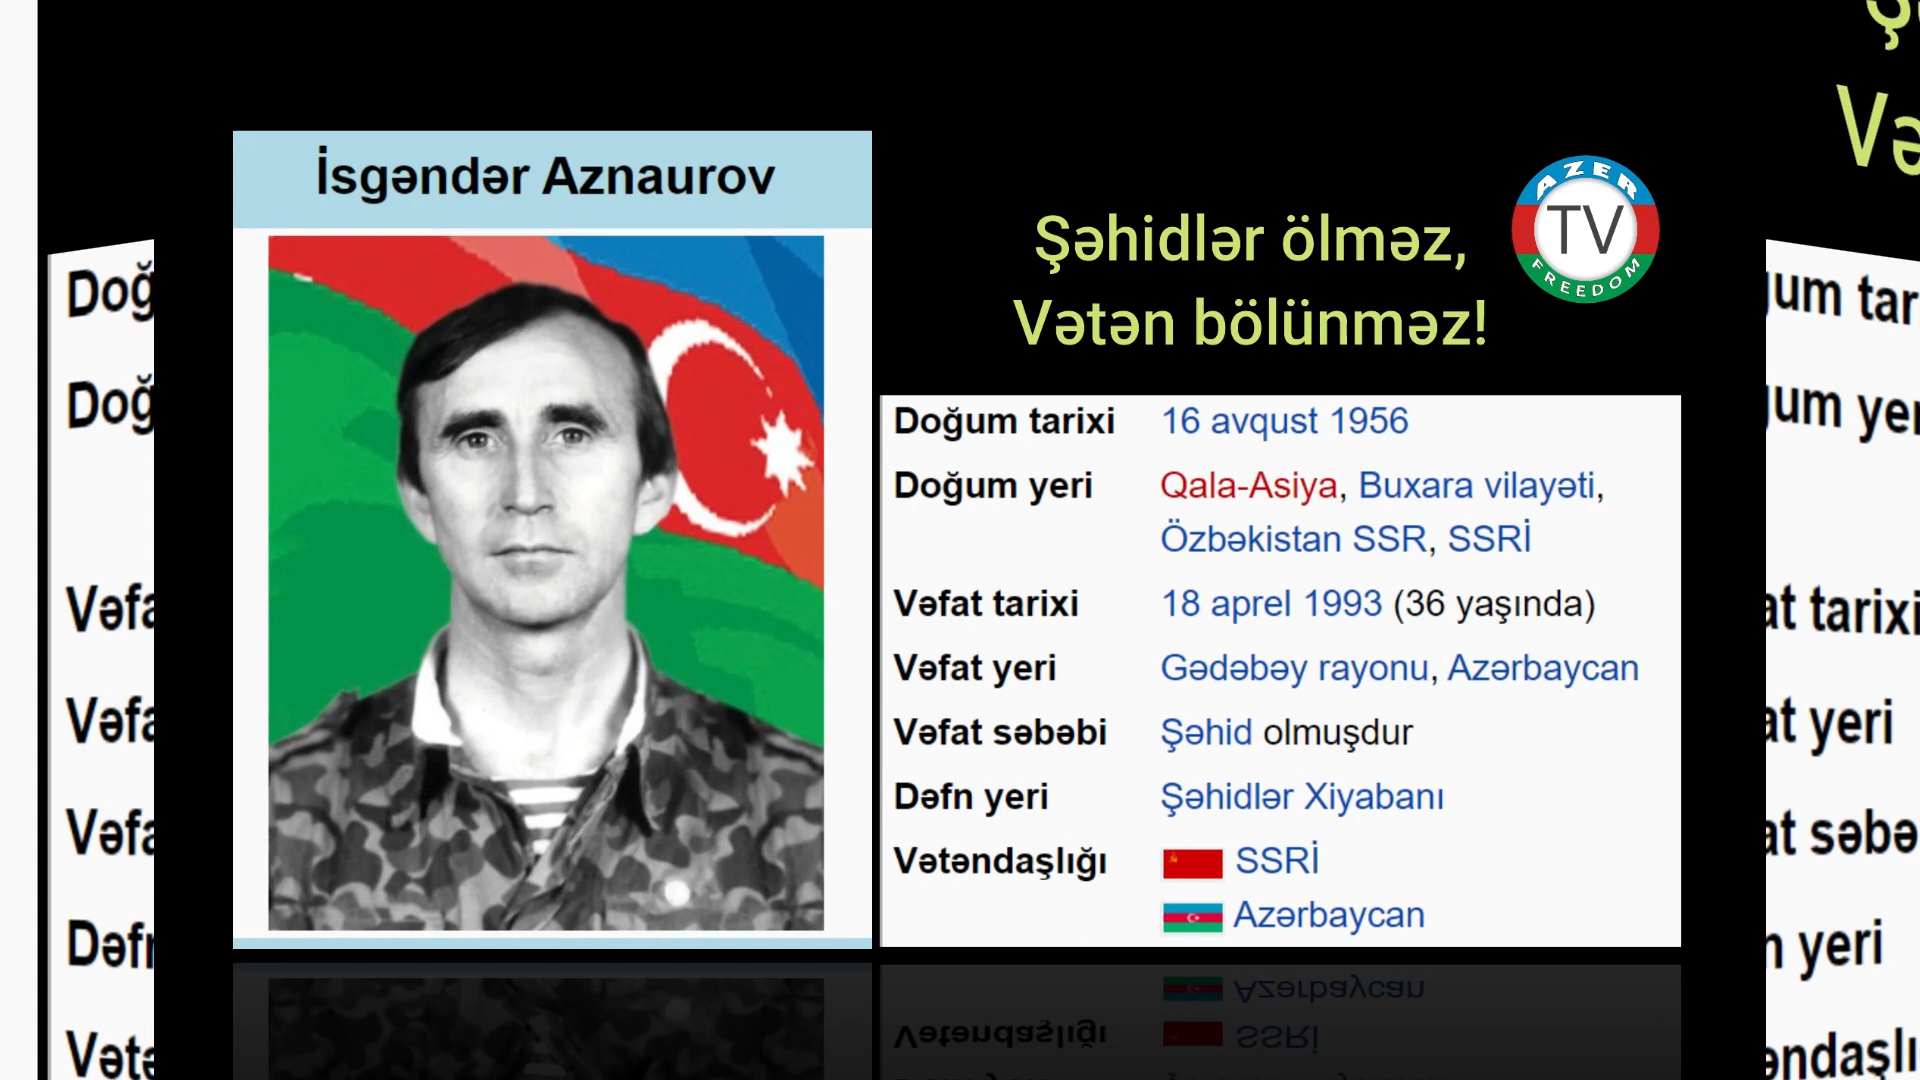 İsgəndər Aznaurov
Şəhidlər ölməz,
Vətən bölünməz!
AZER
TV
FREEDOM
Doğum tarixi 16 avqust 1956
Doğum yeri Qala-Asiya, Buxara vilayəti,
Özbəkistan SSR, SSRİ
Vəfat tarixi 18 aprel 1993 (36 yaşında)
Vəfat yeri Gədəbəy rayonu, Azərbaycan
Vəfat səbəbi Şəhid olmuşdur
Dəfn yeri Şəhidlər Xiyabanı
Vətəndaşlığı SSRİ
Azərbaycan